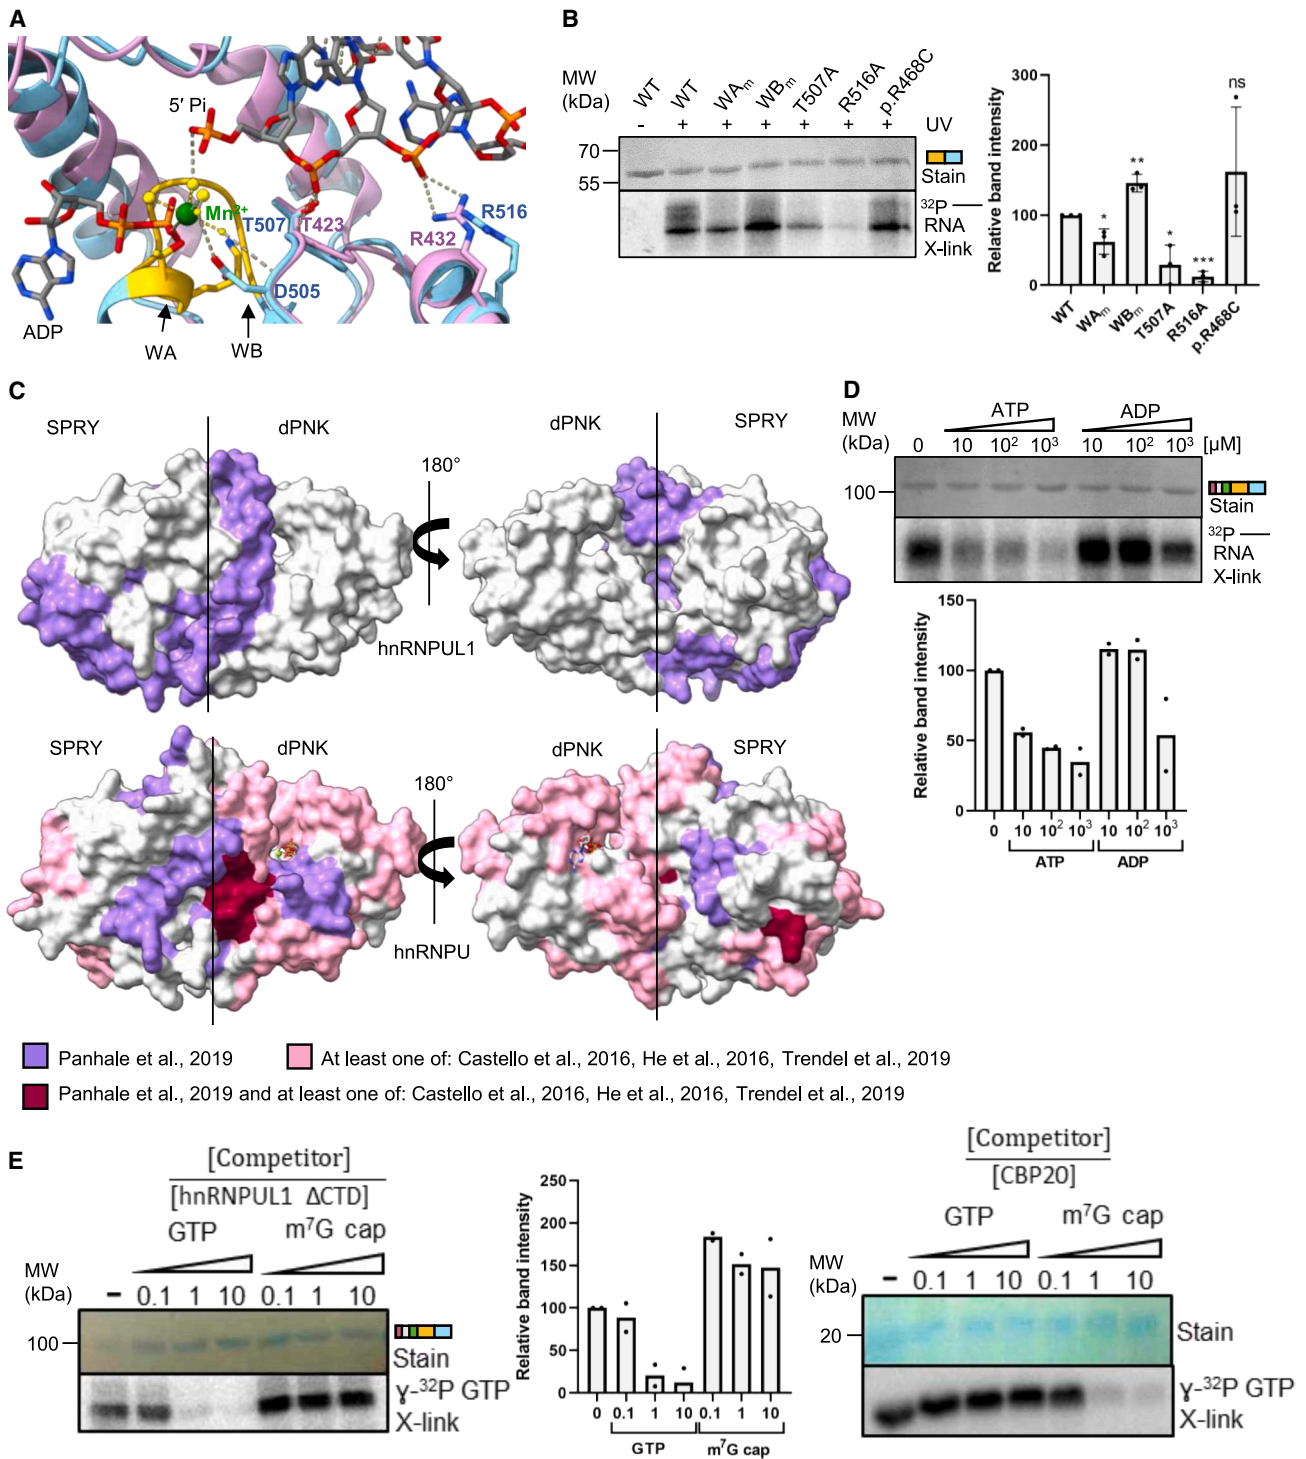 A
5′ Pi
Mn²⁺
T507
T423
R516
R432
D505
ADP
WA
WB
B
MW
(kDa)
WT
WT
WAₘ
WBₘ
T507A
R516A
p.R468C
- + + + + + +
UV
70
55
Stain
³²P
RNA
X-link
Relative band intensity
300
200
100
0
*
**
*
***
ns
WT
WAₘ
WBₘ
T507A
R516A
p.R468C
C
SPRY
dPNK
180°
dPNK
SPRY
hnRNPUL1
SPRY
dPNK
180°
dPNK
SPRY
hnRNPU
Panhale et al., 2019
At least one of: Castello et al., 2016, He et al., 2016, Trendel et al., 2019
Panhale et al., 2019 and at least one of: Castello et al., 2016, He et al., 2016, Trendel et al., 2019
D
MW
(kDa)
ATP
ADP
0 10 10² 10³ 10 10² 10³ [µM]
100
Stain
³²P
RNA
X-link
Relative band intensity
150
100
50
0
0 10 10² 10³ 10 10² 10³
ATP
ADP
E
[Competitor]
[hnRNPUL1 ΔCTD]
GTP
m⁷G cap
MW
(kDa)
– 0.1 1 10 0.1 1 10
100
Stain
γ-³²P GTP
X-link
Relative band intensity
250
200
150
100
50
0
0 0.1 1 10 0.1 1 10
GTP
m⁷G cap
[Competitor]
[CBP20]
GTP
m⁷G cap
MW
(kDa)
– 0.1 1 10 0.1 1 10
20
Stain
γ-³²P GTP
X-link